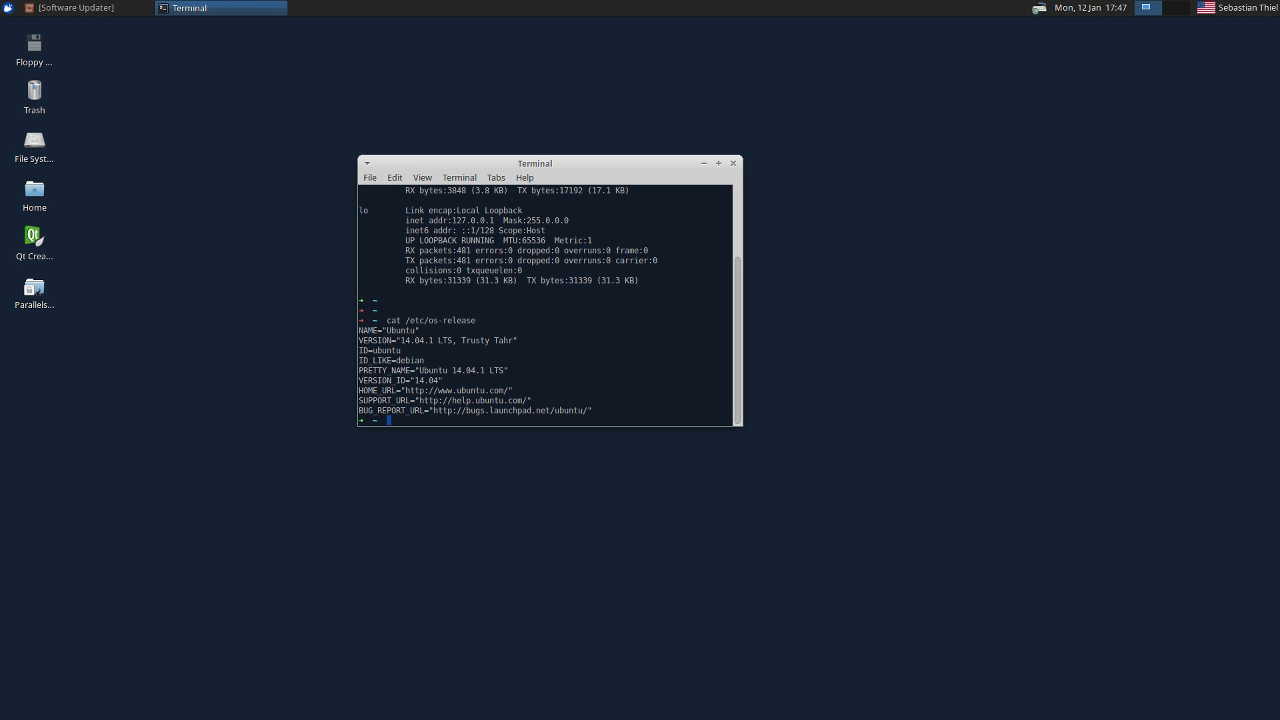 [Software Updater]
Terminal
Mon, 12 Jan 17:47
Sebastian Thiel
Floppy ...
Trash
File Syst...
Home
Qt Crea...
Parallels...
Terminal
File Edit View Terminal Tabs Help
RX bytes:3848 (3.8 KB)  TX bytes:17192 (17.1 KB)
lo        Link encap:Local Loopback
inet addr:127.0.0.1  Mask:255.0.0.0
inet6 addr: ::1/128 Scope:Host
UP LOOPBACK RUNNING  MTU:65536  Metric:1
RX packets:481 errors:0 dropped:0 overruns:0 frame:0
TX packets:481 errors:0 dropped:0 overruns:0 carrier:0
collisions:0 txqueuelen:0
RX bytes:31339 (31.3 KB)  TX bytes:31339 (31.3 KB)
➜  ~
➜  ~
➜  ~  cat /etc/os-release
NAME="Ubuntu"
VERSION="14.04.1 LTS, Trusty Tahr"
ID=ubuntu
ID_LIKE=debian
PRETTY_NAME="Ubuntu 14.04.1 LTS"
VERSION_ID="14.04"
HOME_URL="http://www.ubuntu.com/"
SUPPORT_URL="http://help.ubuntu.com/"
BUG_REPORT_URL="http://bugs.launchpad.net/ubuntu/"
➜  ~